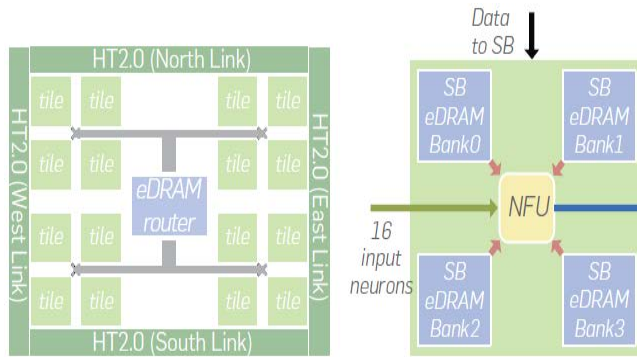 HT2.0 (North Link)
tile tile tile tile
HT2.0 (West Link)
HT2.0 (East Link)
tile tile tile tile
eDRAM
router
tile tile tile tile
tile tile tile tile
HT2.0 (South Link)
Data
to SB
SB
eDRAM
Bank0
SB
eDRAM
Bank1
NFU
16
input
neurons
SB
eDRAM
Bank2
SB
eDRAM
Bank3